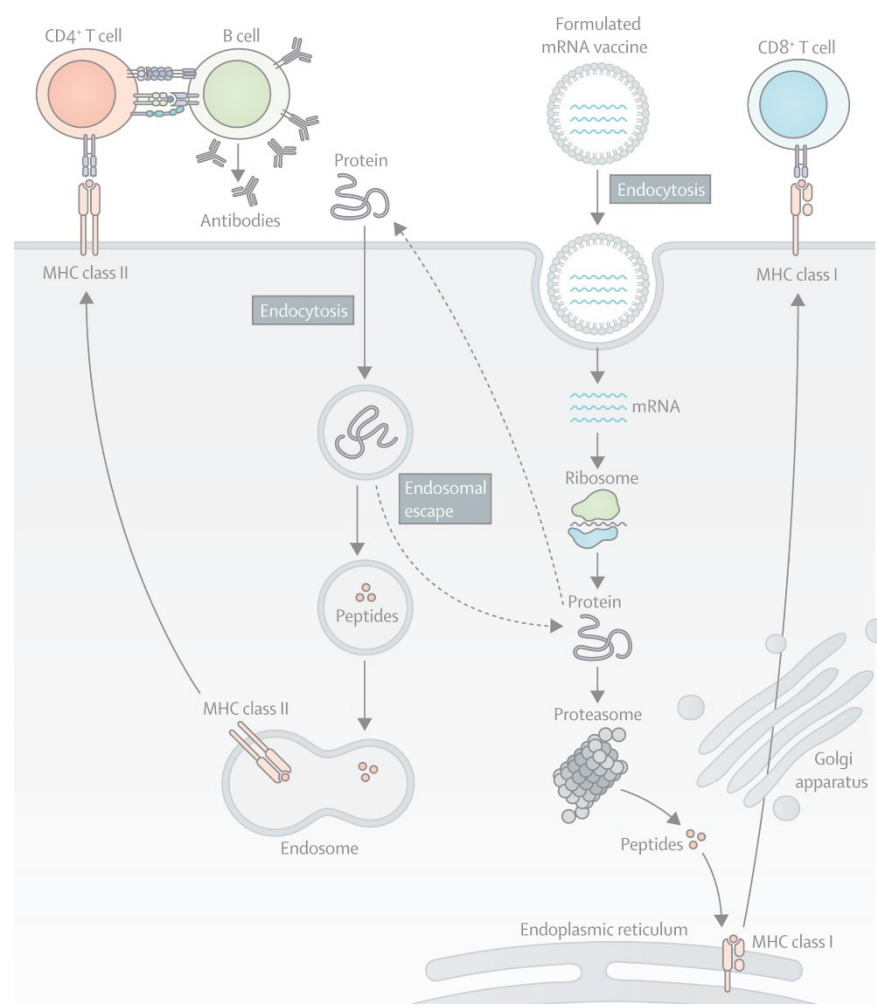 CD4⁺ T cell
B cell
Formulated
mRNA vaccine
CD8⁺ T cell
Protein
Antibodies
Endocytosis
MHC class II
MHC class I
Endocytosis
mRNA
Endosomal
escape
Ribosome
Peptides
Protein
MHC class II
Proteasome
Golgi
apparatus
Endosome
Peptides
Endoplasmic reticulum
MHC class I